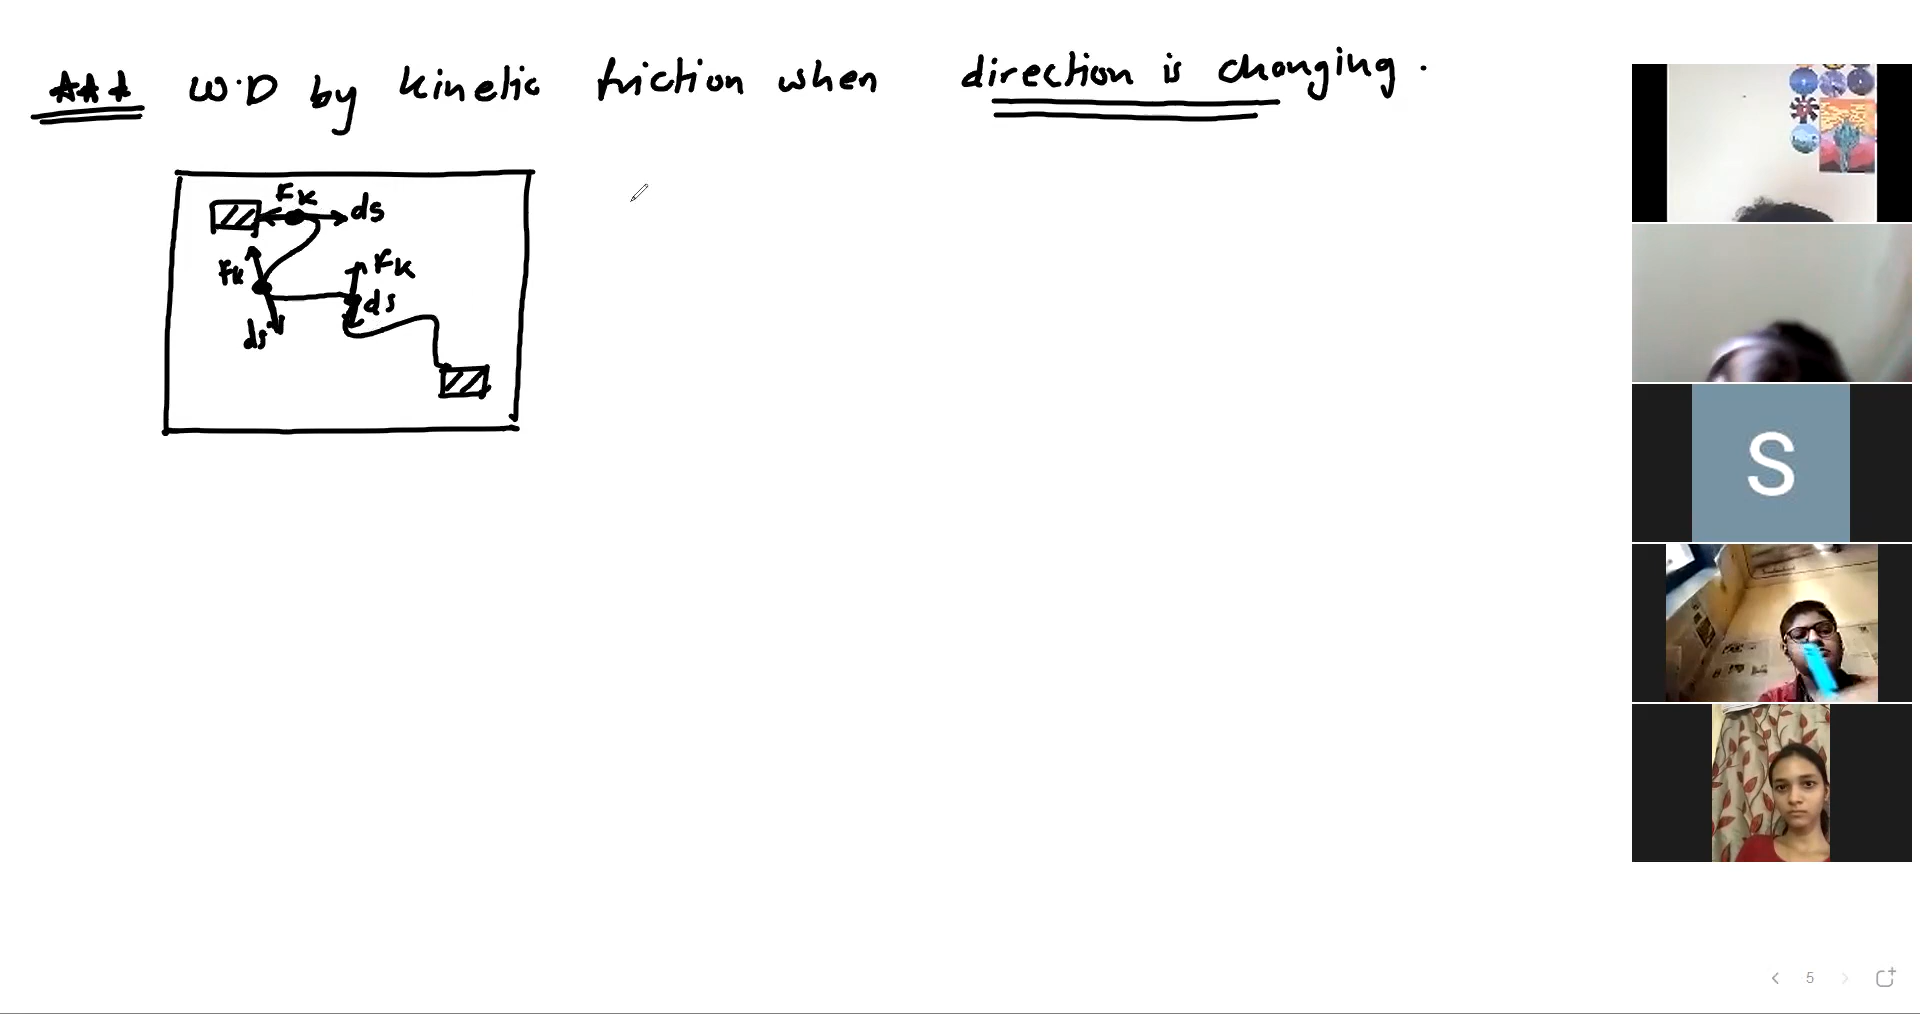 W.D by kinetic friction when direction is changing.
Fk
ds
Fk
Fk
ds
ds
S
5